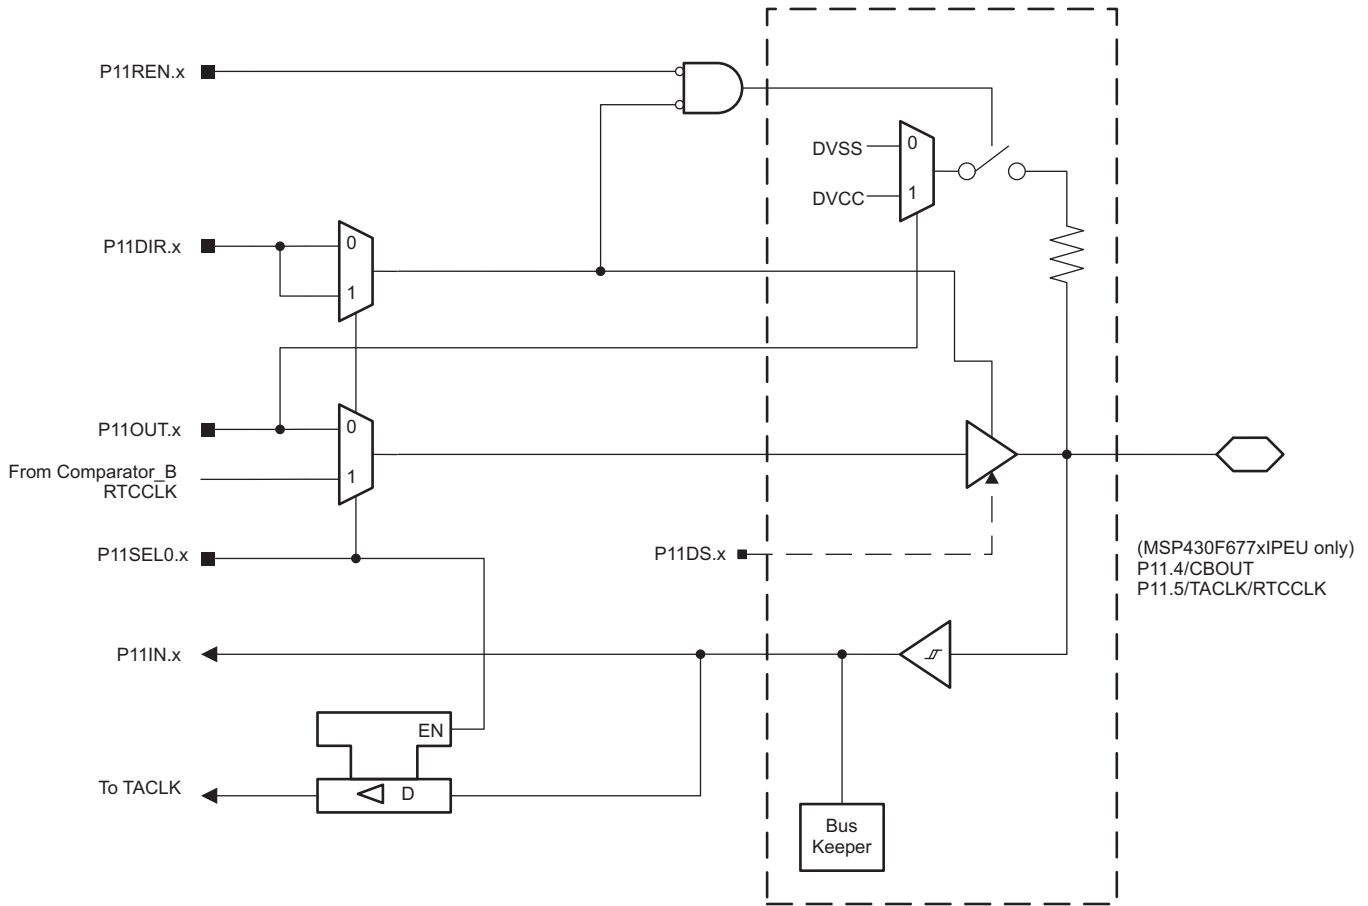 P11REN.x
DVSS
0
DVCC
1
P11DIR.x
0
1
P11OUT.x
0
From Comparator_B
RTCCLK
1
P11SEL0.x
P11DS.x
(MSP430F677xIPEU only)
P11.4/CBOUT
P11.5/TACLK/RTCCLK
P11IN.x
EN
To TACLK
D
Bus
Keeper